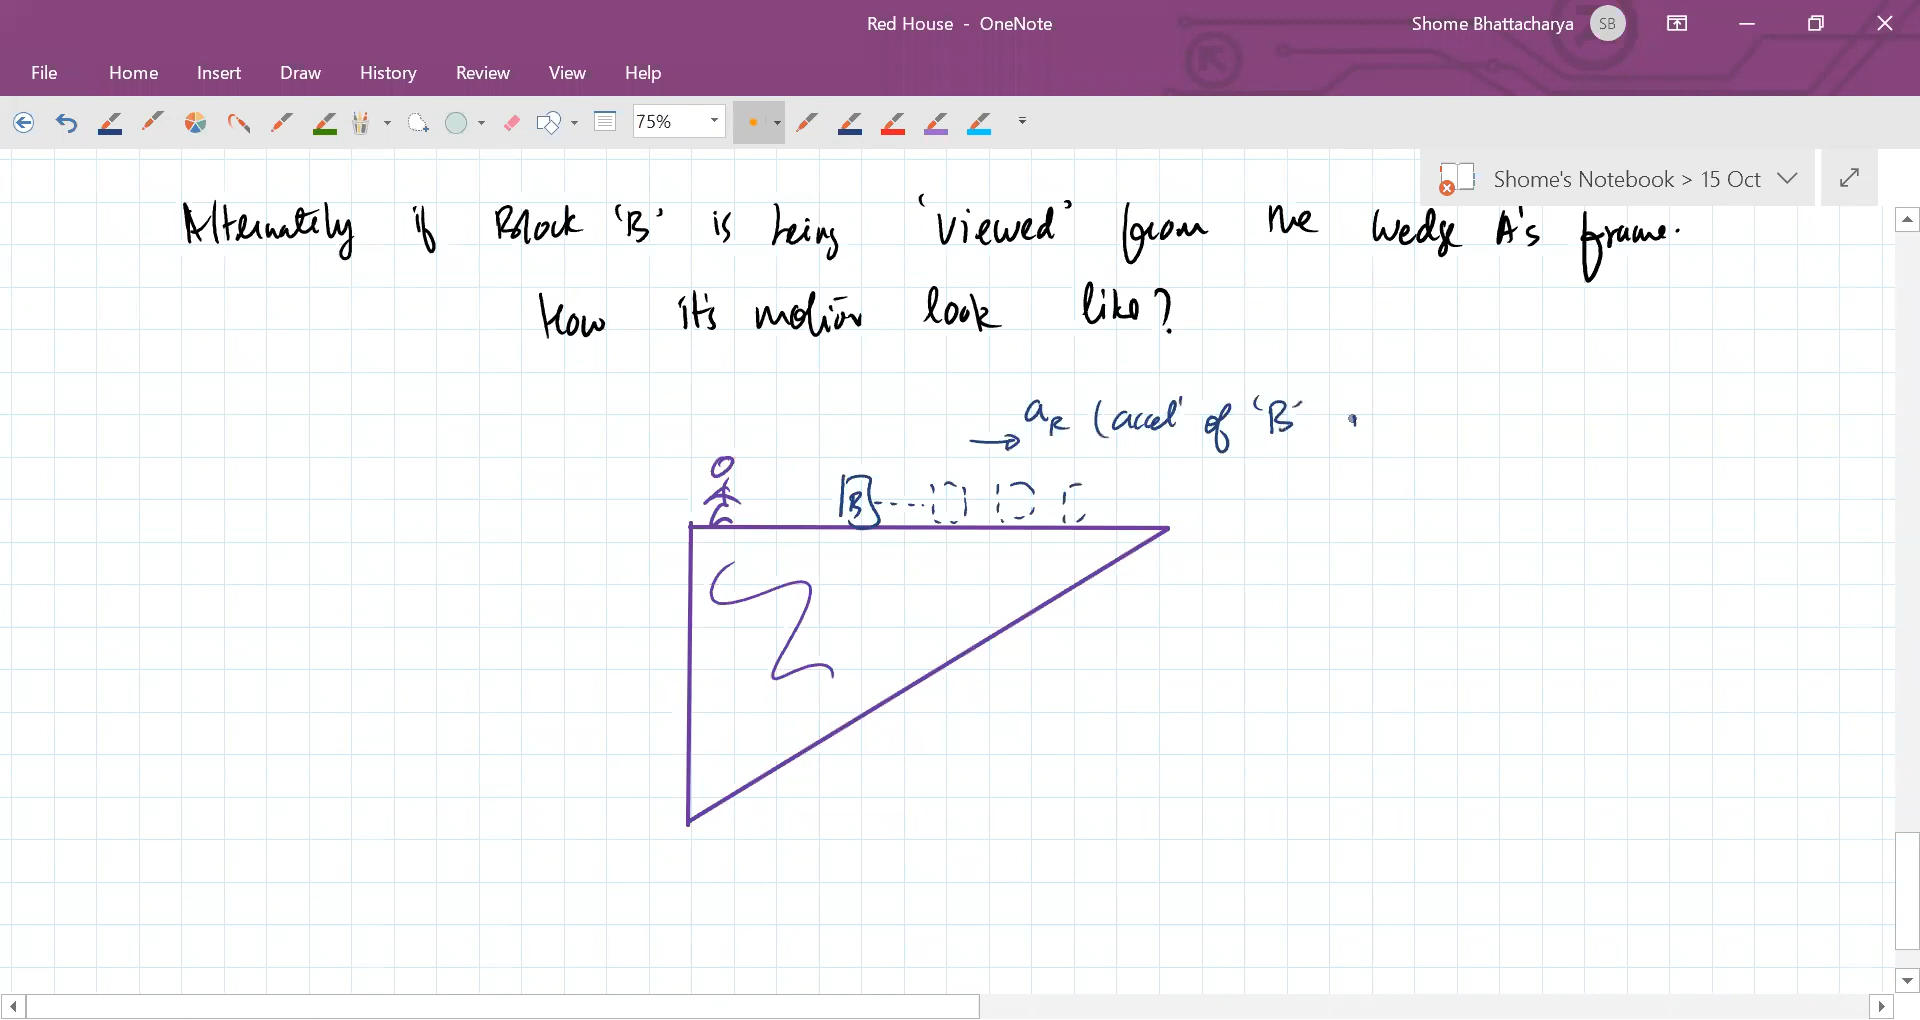 Red House - OneNote
Shome Bhattacharya SB
File Home Insert Draw History Review View Help
75%
Shome's Notebook > 15 Oct
Alternately if Block 'B' is being 'viewed' from the wedge A's frame.
How it's motion look like?
aR (accel' of 'B'
B